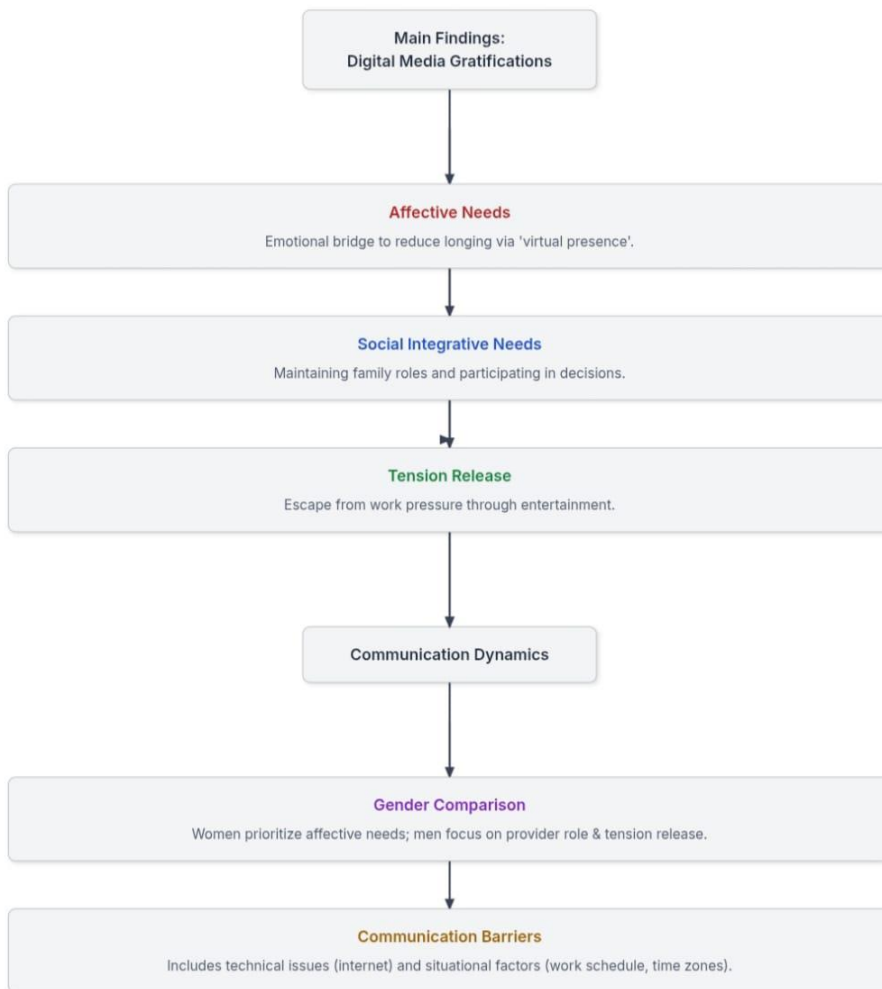 Main Findings:
Digital Media Gratifications
Affective Needs
Emotional bridge to reduce longing via 'virtual presence'.
Social Integrative Needs
Maintaining family roles and participating in decisions.
Tension Release
Escape from work pressure through entertainment.
Communication Dynamics
Gender Comparison
Women prioritize affective needs; men focus on provider role & tension release.
Communication Barriers
Includes technical issues (internet) and situational factors (work schedule, time zones).